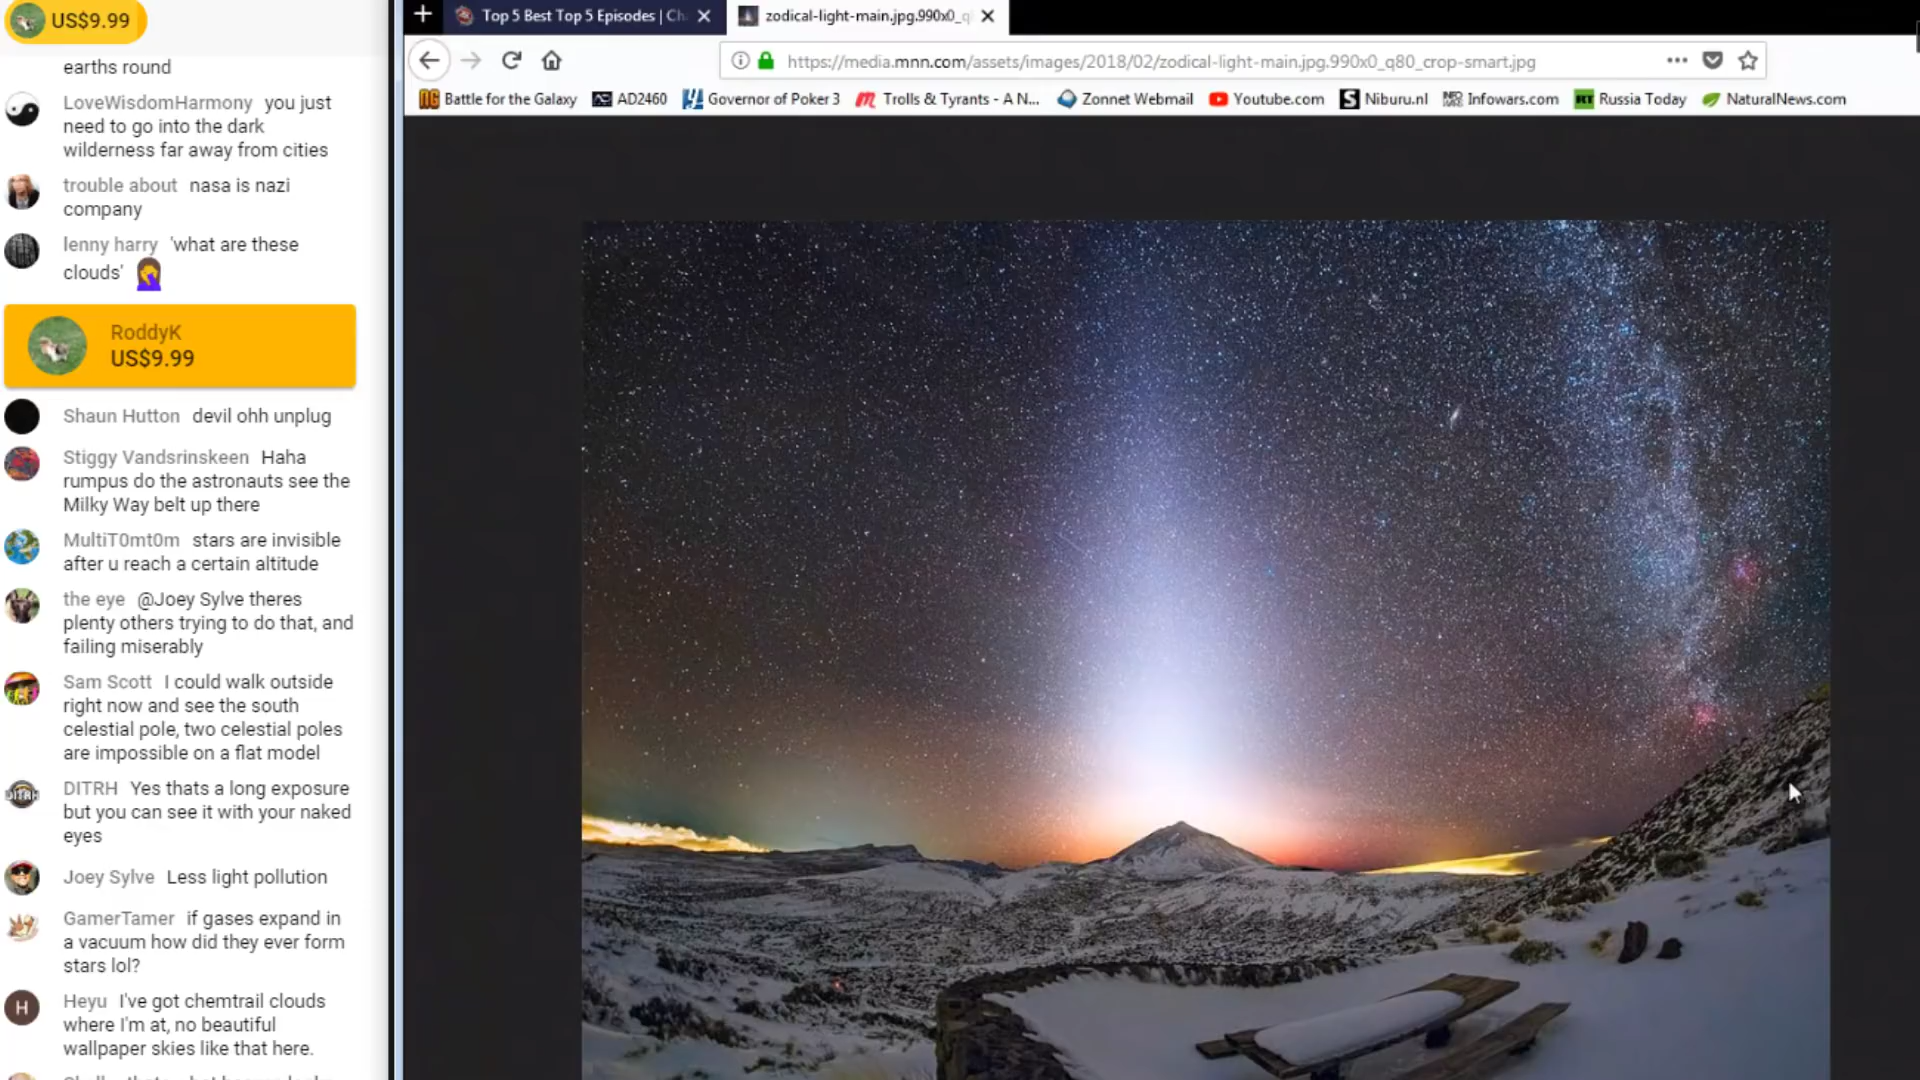 US$9.99
earths round
LoveWisdomHarmony you just
need to go into the dark
wilderness far away from cities
trouble about nasa is nazi
company
lenny harry 'what are these
clouds'
RoddyK
US$9.99
Shaun Hutton devil ohh unplug
Stiggy Vandsrinskeen Haha
rumpus do the astronauts see the
Milky Way belt up there
MultiT0mt0m stars are invisible
after u reach a certain altitude
the eye @Joey Sylve theres
plenty others trying to do that, and
failing miserably
Sam Scott I could walk outside
right now and see the south
celestial pole, two celestial poles
are impossible on a flat model
DITRH Yes thats a long exposure
but you can see it with your naked
eyes
Joey Sylve Less light pollution
GamerTamer if gases expand in
a vacuum how did they ever form
stars lol?
H
Heyu I've got chemtrail clouds
where I'm at, no beautiful
wallpaper skies like that here.
Top 5 Best Top 5 Episodes | Ch
zodical-light-main.jpg.990x0_q
https://media.mnn.com/assets/images/2018/02/zodical-light-main.jpg.990x0_q80_crop-smart.jpg
Battle for the Galaxy AD2460 Governor of Poker 3 Trolls & Tyrants - A N... Zonnet Webmail Youtube.com Niburu.nl Infowars.com Russia Today NaturalNews.com